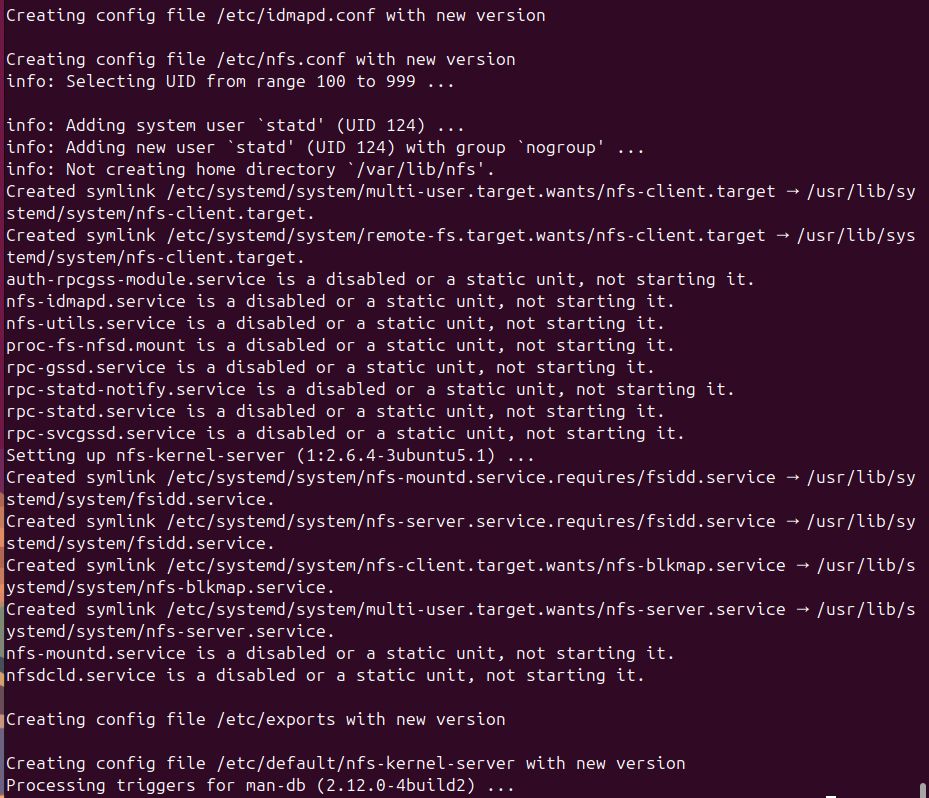 Creating config file /etc/idmapd.conf with new version
Creating config file /etc/nfs.conf with new version
info: Selecting UID from range 100 to 999 ...
info: Adding system user `statd' (UID 124) ...
info: Adding new user `statd' (UID 124) with group `nogroup' ...
info: Not creating home directory `/var/lib/nfs'.
Created symlink /etc/systemd/system/multi-user.target.wants/nfs-client.target → /usr/lib/sy
stemd/system/nfs-client.target.
Created symlink /etc/systemd/system/remote-fs.target.wants/nfs-client.target → /usr/lib/sys
temd/system/nfs-client.target.
auth-rpcgss-module.service is a disabled or a static unit, not starting it.
nfs-idmapd.service is a disabled or a static unit, not starting it.
nfs-utils.service is a disabled or a static unit, not starting it.
proc-fs-nfsd.mount is a disabled or a static unit, not starting it.
rpc-gssd.service is a disabled or a static unit, not starting it.
rpc-statd-notify.service is a disabled or a static unit, not starting it.
rpc-statd.service is a disabled or a static unit, not starting it.
rpc-svcgssd.service is a disabled or a static unit, not starting it.
Setting up nfs-kernel-server (1:2.6.4-3ubuntu5.1) ...
Created symlink /etc/systemd/system/nfs-mountd.service.requires/fsidd.service → /usr/lib/sy
stemd/system/fsidd.service.
Created symlink /etc/systemd/system/nfs-server.service.requires/fsidd.service → /usr/lib/sy
stemd/system/fsidd.service.
Created symlink /etc/systemd/system/nfs-client.target.wants/nfs-blkmap.service → /usr/lib/s
ystemd/system/nfs-blkmap.service.
Created symlink /etc/systemd/system/multi-user.target.wants/nfs-server.service → /usr/lib/s
ystemd/system/nfs-server.service.
nfs-mountd.service is a disabled or a static unit, not starting it.
nfsdcld.service is a disabled or a static unit, not starting it.
Creating config file /etc/exports with new version
Creating config file /etc/default/nfs-kernel-server with new version
Processing triggers for man-db (2.12.0-4build2) ...